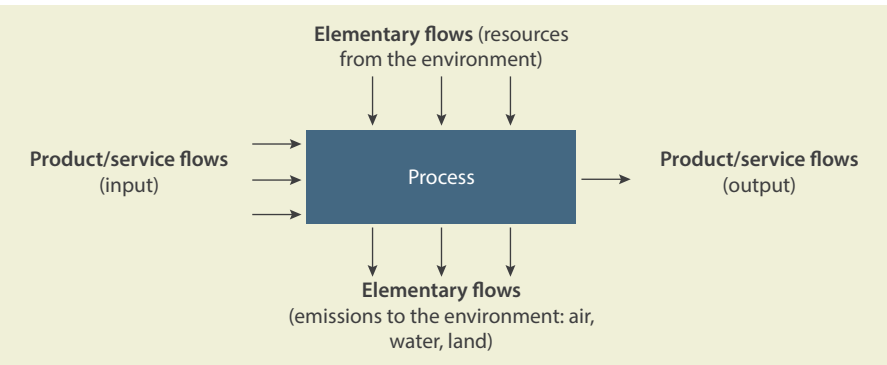 Elementary flows (resources
from the environment)
Product/service flows
(input)
Process
Product/service flows
(output)
Elementary flows
(emissions to the environment: air,
water, land)